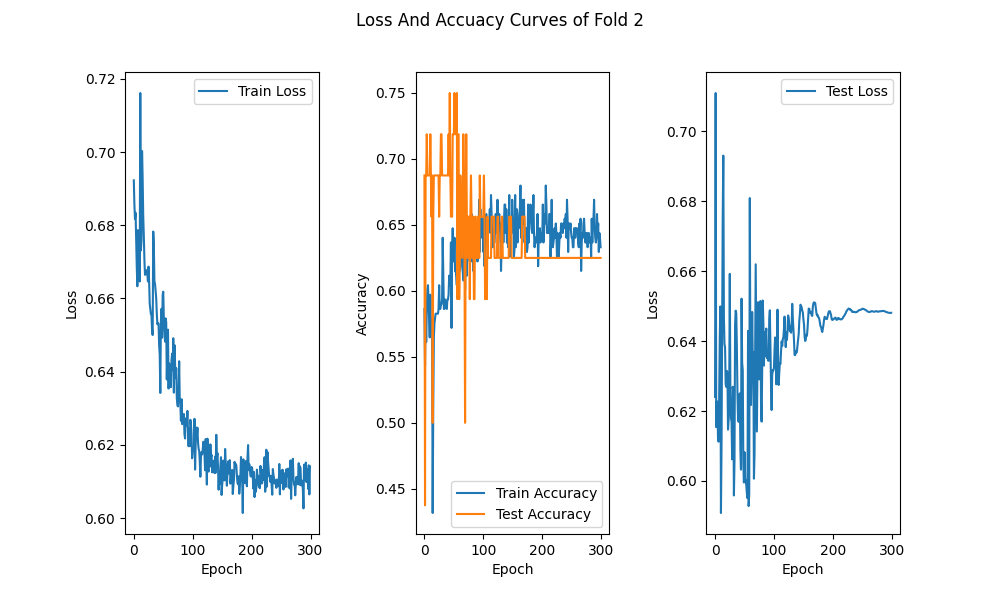 Loss And Accuacy Curves of Fold 2
Train Loss
0.72
0.70
0.68
0.66
0.64
0.62
0.60
Loss
0
100
200
300
Epoch
0.75
0.70
0.65
0.60
0.55
0.50
0.45
Accuracy
Train Accuracy
Test Accuracy
0
100
200
300
Epoch
Test Loss
0.70
0.68
0.66
0.64
0.62
0.60
Loss
0
100
200
300
Epoch